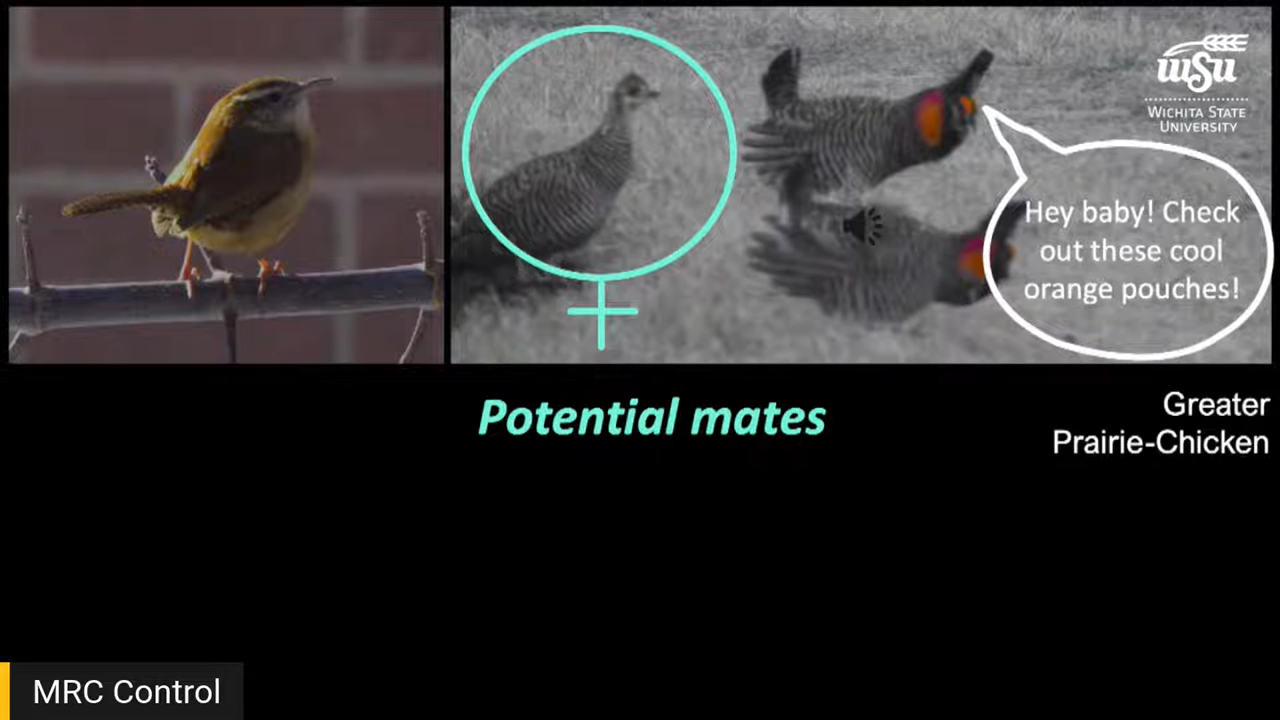 wsu
WICHITA STATE
UNIVERSITY
Hey baby! Check
out these cool
orange pouches!
Potential mates
Greater
Prairie-Chicken
MRC Control